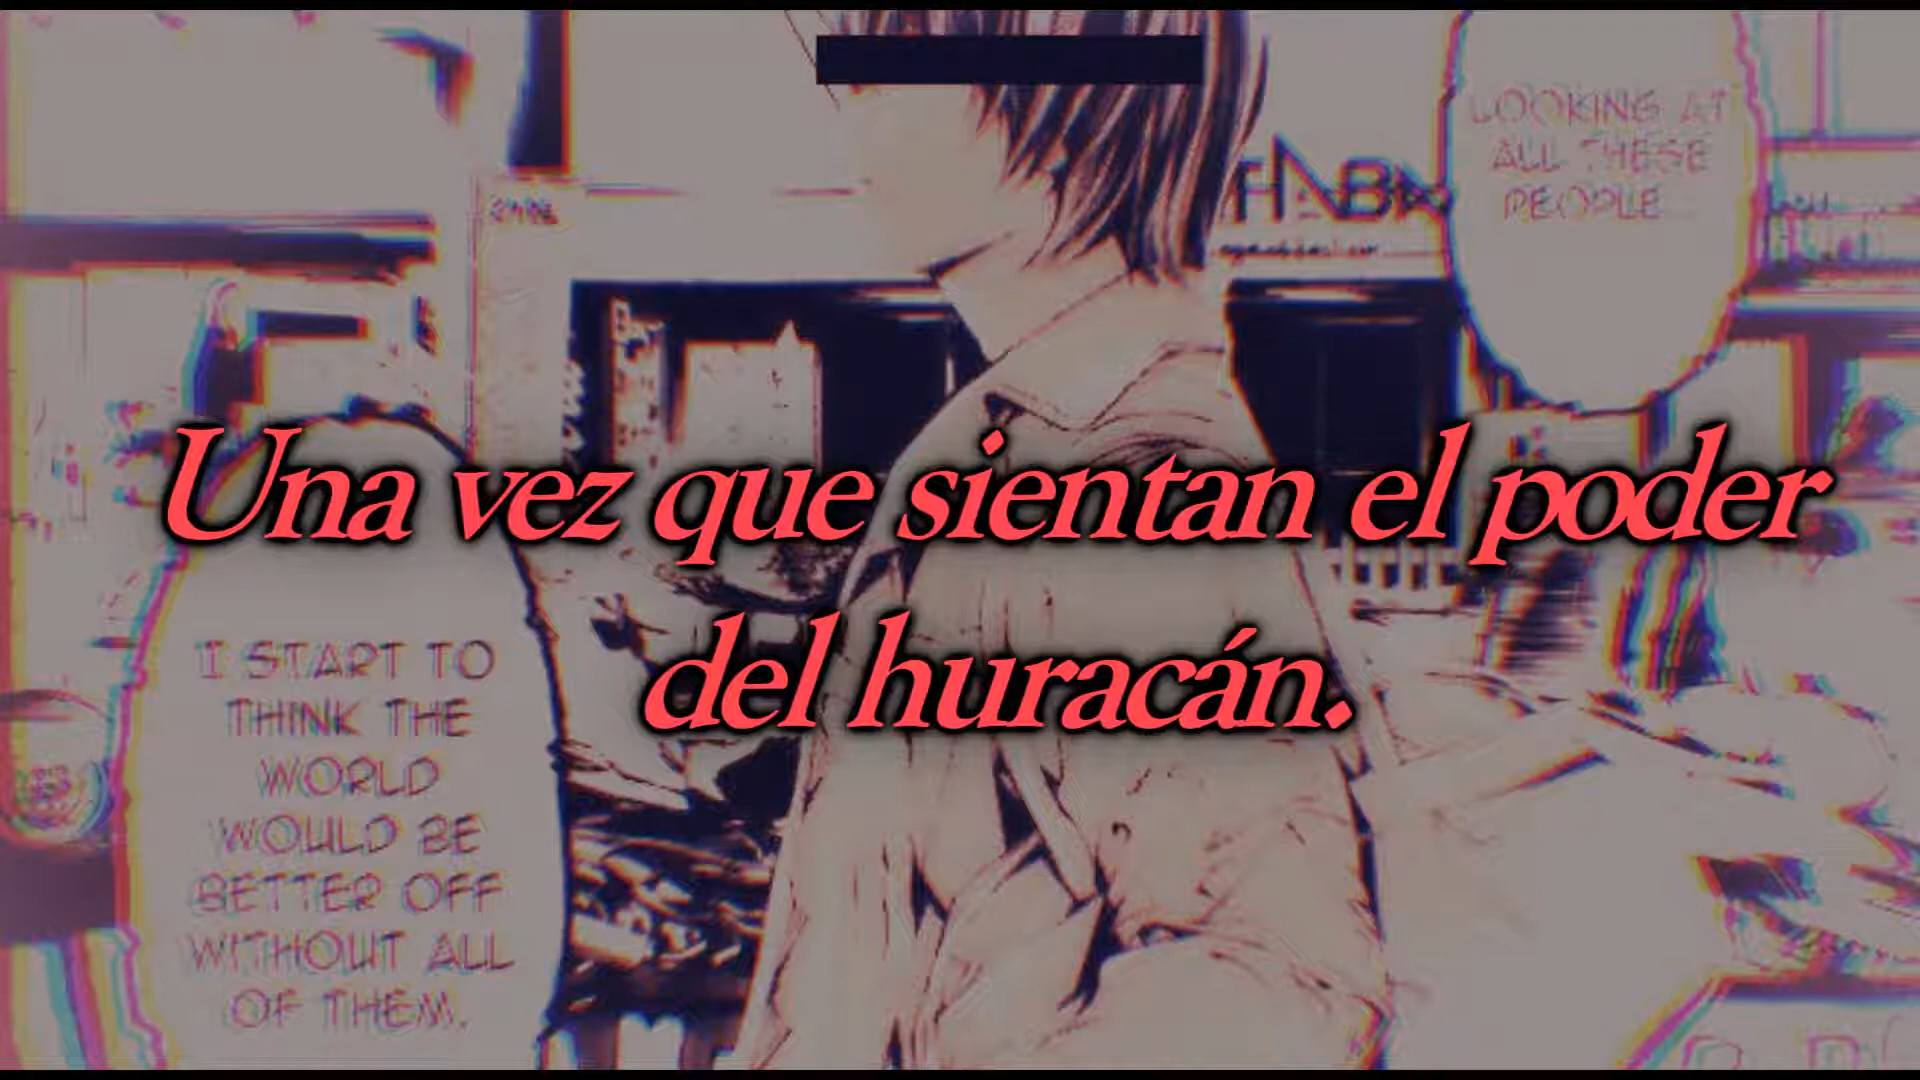 LOOKING AT
ALL THESE
PEOPLE
Una vez que sientan el poder
del huracán.
I START TO
THINK THE
WORLD
WOULD BE
BETTER OFF
WITHOUT ALL
OF THEM.